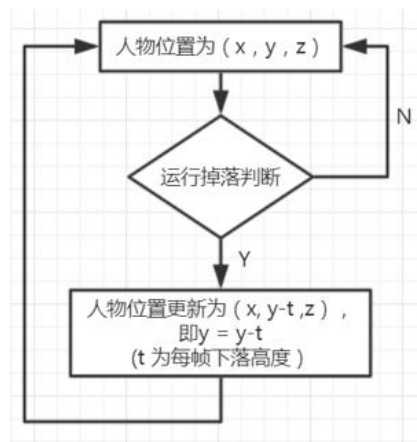 人物位置为（x，y，z）
N
运行掉落判断
Y
人物位置更新为（x, y-t ,z），
即y = y-t
(t 为每帧下落高度）